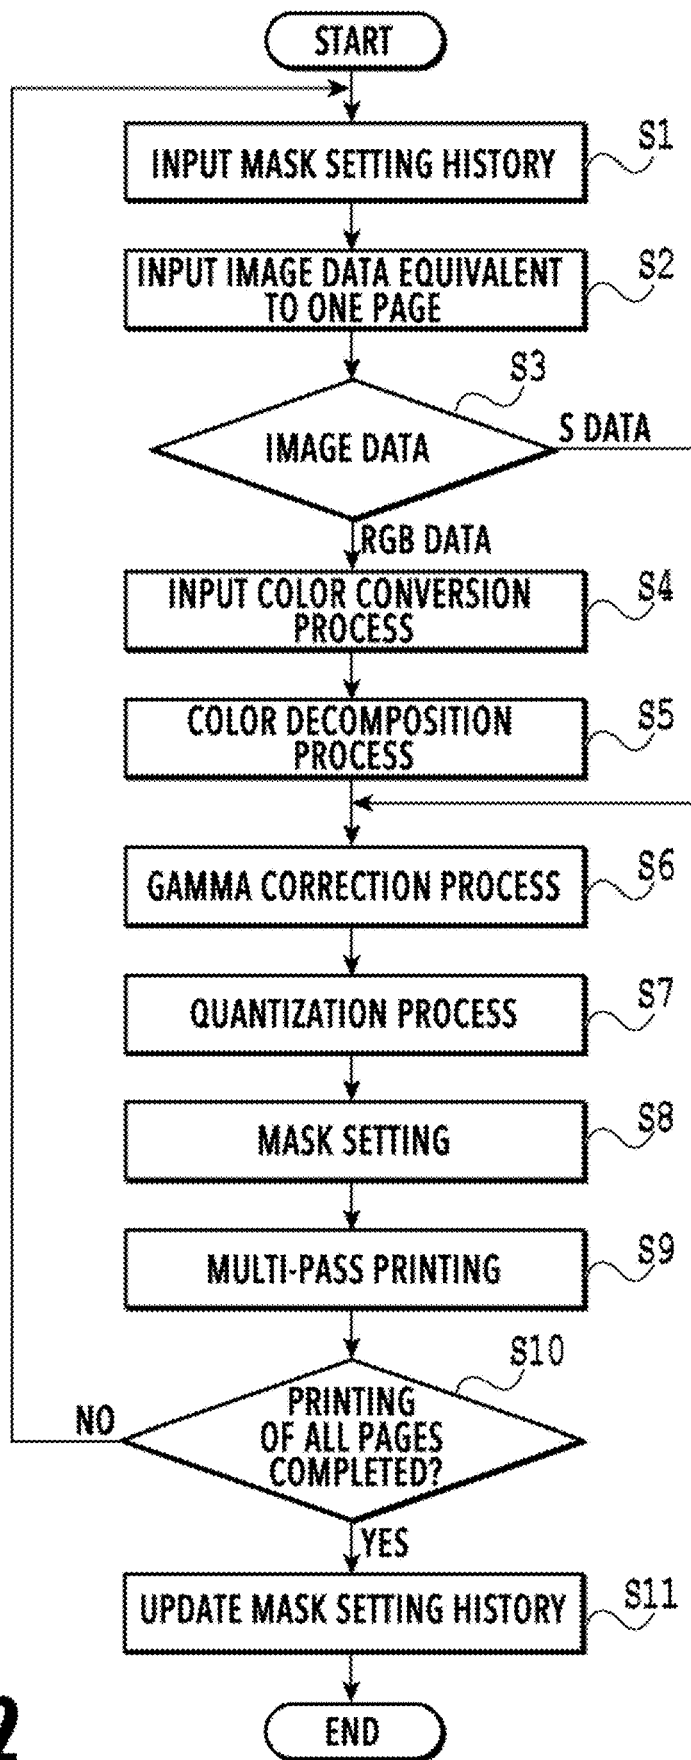 START
INPUT MASK SETTING HISTORY
S1
INPUT IMAGE DATA EQUIVALENT
TO ONE PAGE
S2
S3
IMAGE DATA
S DATA
RGB DATA
INPUT COLOR CONVERSION
PROCESS
S4
COLOR DECOMPOSITION
PROCESS
S5
GAMMA CORRECTION PROCESS
S6
QUANTIZATION PROCESS
S7
MASK SETTING
S8
MULTI-PASS PRINTING
S9
S10
PRINTING
OF ALL PAGES
COMPLETED?
NO
YES
UPDATE MASK SETTING HISTORY
S11
END
2